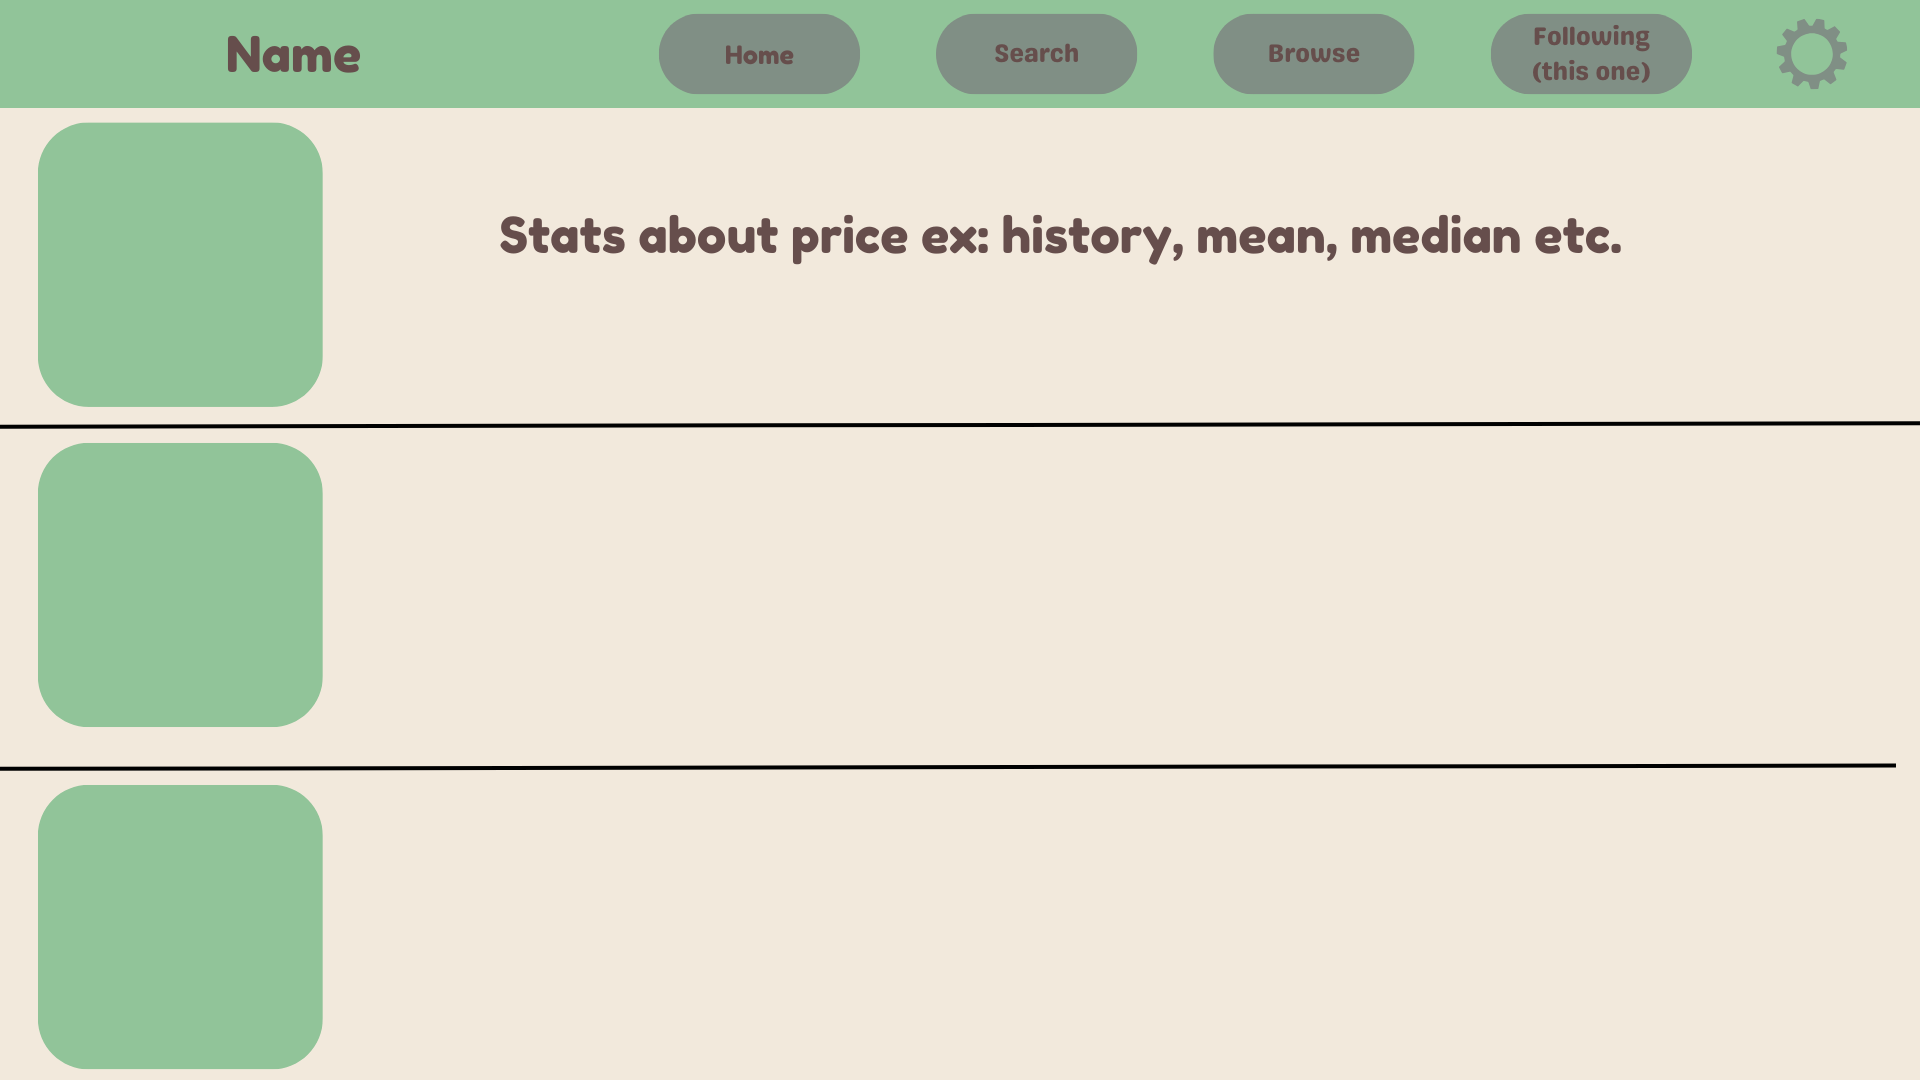 Name
Home
Search
Browse
Following
(this one)
Stats about price ex: history, mean, median etc.